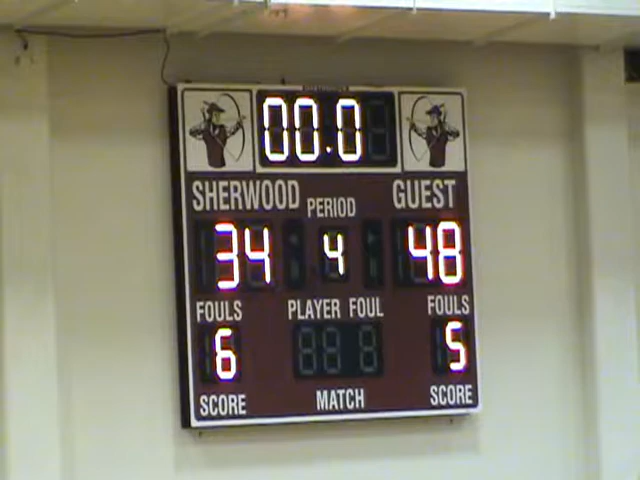 00.0
SHERWOOD PERIOD GUEST
34 4 48
FOULS PLAYER FOUL FOULS
6 5
SCORE MATCH SCORE